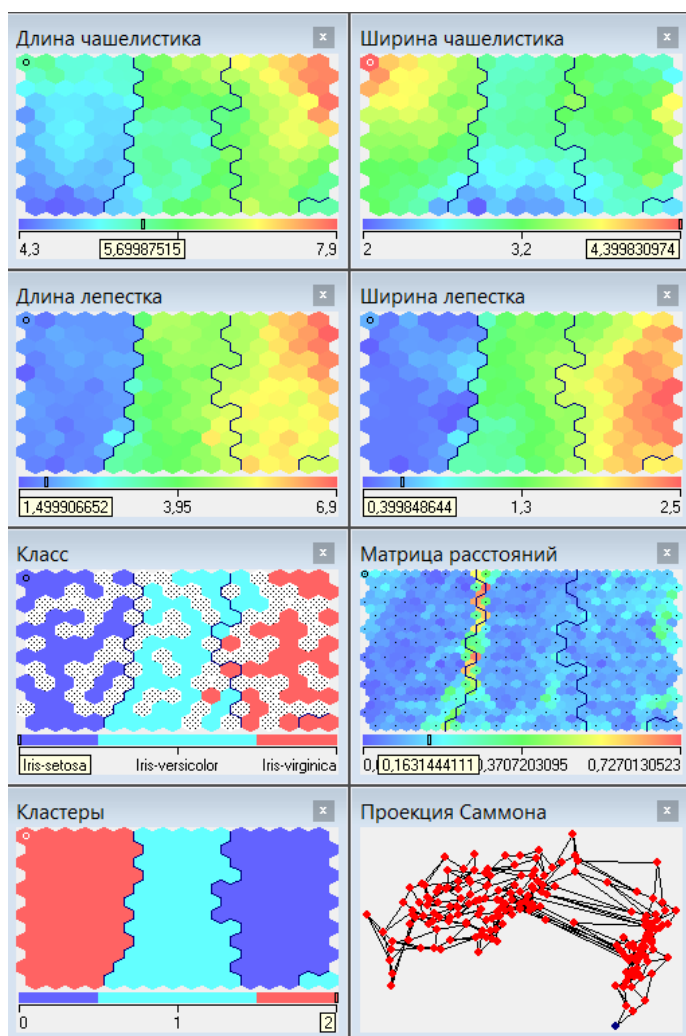 Длина чашелистика
4,3 5,69987515 7,9
Ширина чашелистика
2 3,2 4,399830974
Длина лепестка
1,499906652 3,95 6,9
Ширина лепестка
0,399848644 1,3 2,5
Класс
Iris-setosa Iris-versicolor Iris-virginica
Матрица расстояний
0,1631444111 0,7270130523
Кластеры
0 1 2
Проекция Саммона